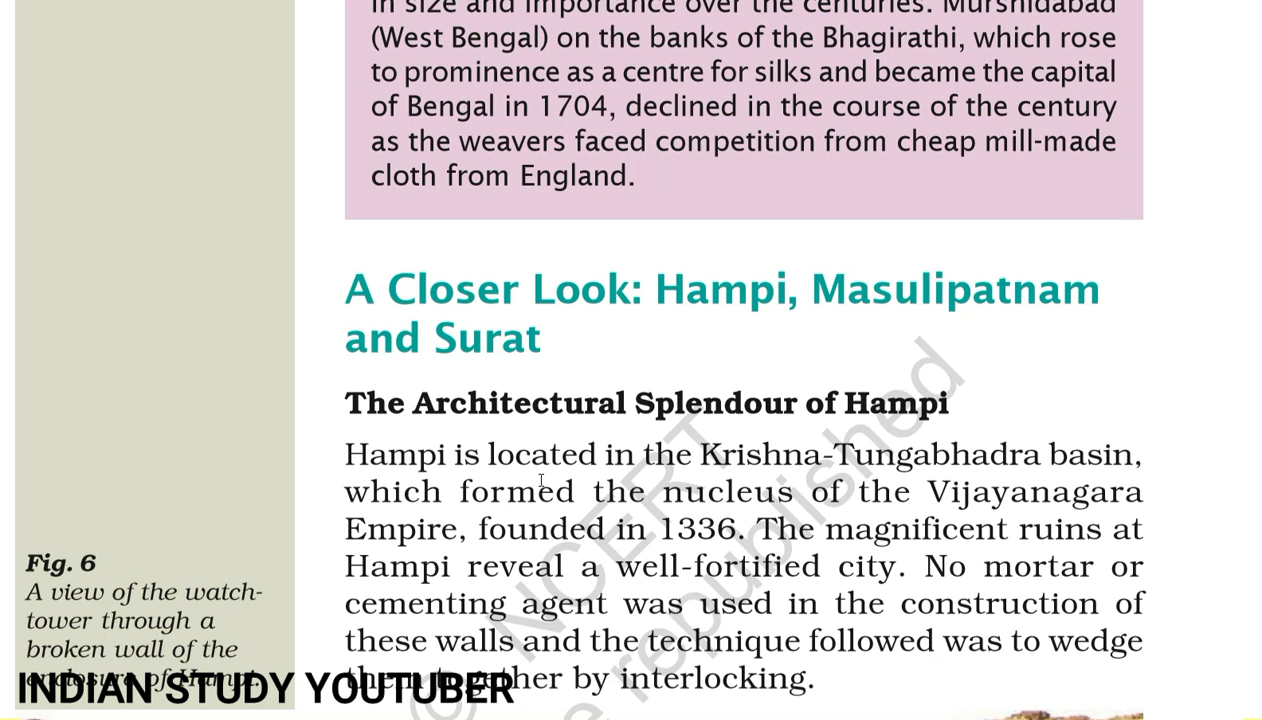 in size and importance over the centuries. Murshidabad
(West Bengal) on the banks of the Bhagirathi, which rose
to prominence as a centre for silks and became the capital
of Bengal in 1704, declined in the course of the century
as the weavers faced competition from cheap mill-made
cloth from England.
A Closer Look: Hampi, Masulipatnam
and Surat
The Architectural Splendour of Hampi
Hampi is located in the Krishna-Tungabhadra basin,
which formed the nucleus of the Vijayanagara
Empire, founded in 1336. The magnificent ruins at
Hampi reveal a well-fortified city. No mortar or
cementing agent was used in the construction of
these walls and the technique followed was to wedge
them together by interlocking.
Fig. 6
A view of the watch-
tower through a
broken wall of the
enclosure of Hampi.
INDIAN STUDY YOUTUBER
© NCERT
be republished